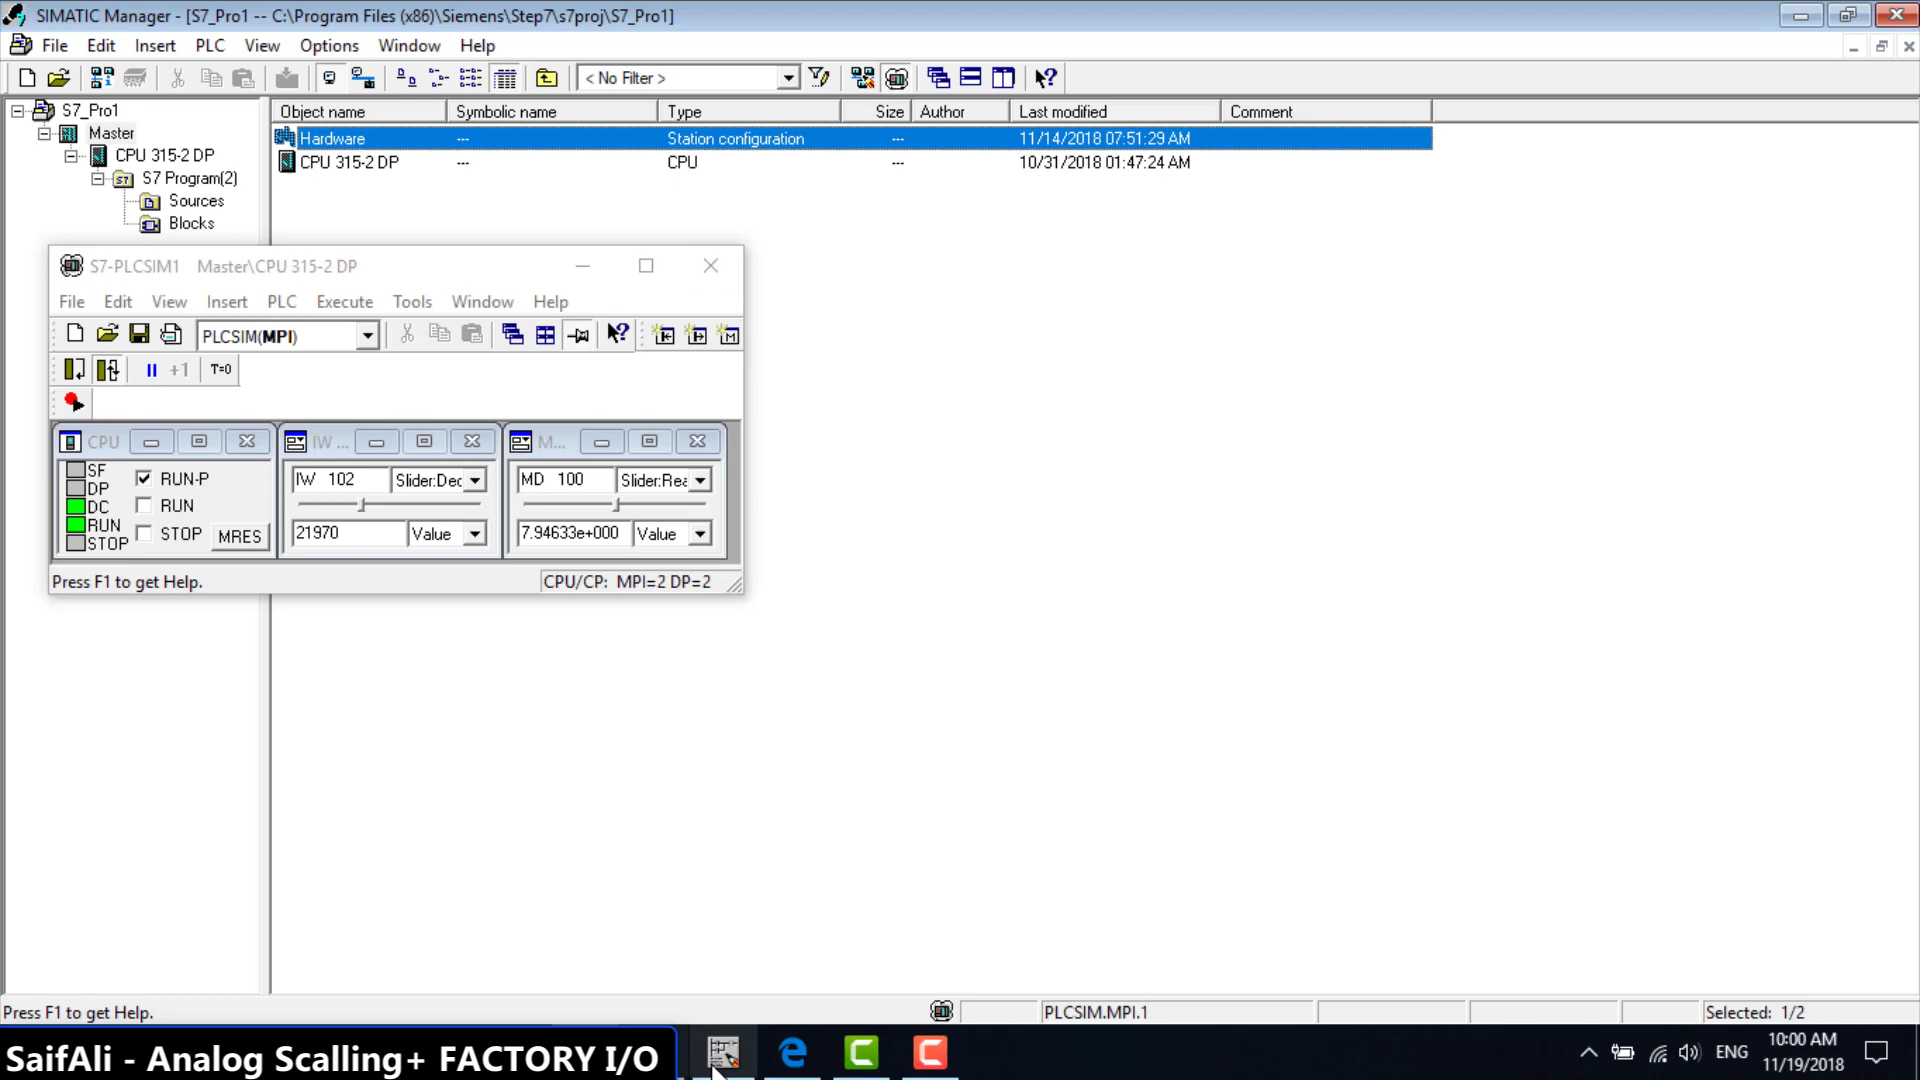 SIMATIC Manager - [S7_Pro1 -- C:\Program Files (x86)\Siemens\Step7\s7proj\S7_Pro1]
File Edit Insert PLC View Options Window Help
< No Filter >
S7_Pro1
Master
CPU 315-2 DP
S7 Program(2)
Sources
Blocks
Object name Symbolic name Type Size Author Last modified Comment
Hardware --- Station configuration --- 11/14/2018 07:51:29 AM
CPU 315-2 DP --- CPU --- 10/31/2018 01:47:24 AM
S7-PLCSIM1 Master\CPU 315-2 DP
File Edit View Insert PLC Execute Tools Window Help
PLCSIM(MPI)
+1 T=0
CPU IW ... M...
SF
DP
DC
RUN
STOP
RUN-P
RUN
STOP MRES
IW 102 Slider:Dec
21970 Value
MD 100 Slider:Rea
7.94633e+000 Value
Press F1 to get Help. CPU/CP: MPI=2 DP=2
Press F1 to get Help. PLCSIM.MPI.1 Selected: 1/2
SaifAli - Analog Scalling+ FACTORY I/O
ENG
10:00 AM
11/19/2018